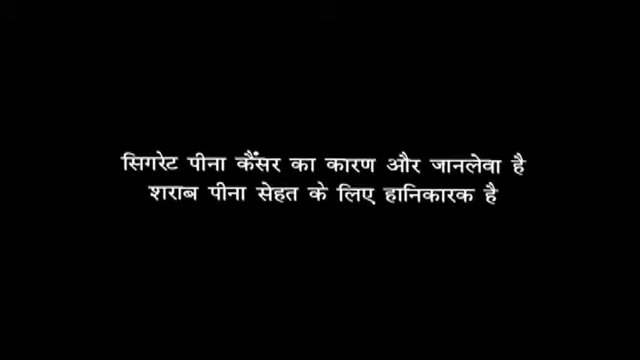 सिगरेट पीना कैंसर का कारण और जानलेवा है
शराब पीना सेहत के लिए हानिकारक है